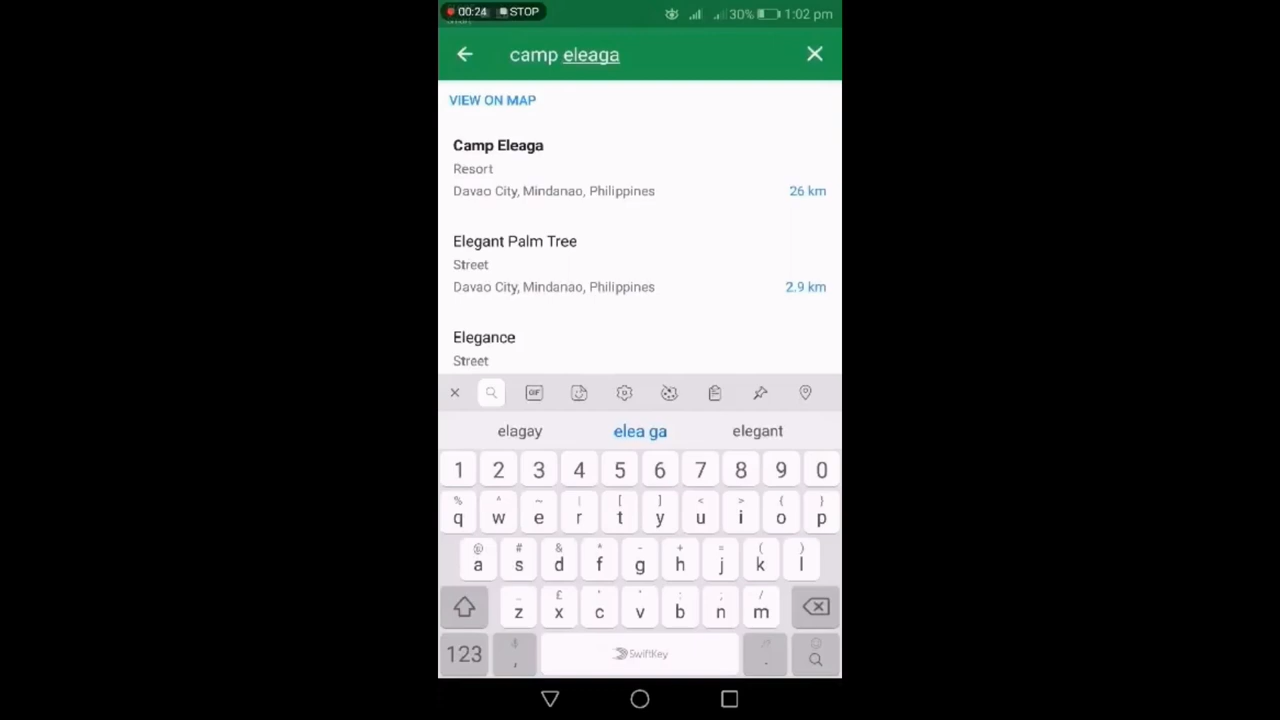 00:24 STOP
30% 1:02 pm
camp eleaga
VIEW ON MAP
Camp Eleaga
Resort
Davao City, Mindanao, Philippines 26 km
Elegant Palm Tree
Street
Davao City, Mindanao, Philippines 2.9 km
Elegance
Street
GIF
elagay elea ga elegant
1 2 3 4 5 6 7 8 9 0
% ^ ~ | [ ] < > { }
q w e r t y u i o p
@ # & * - + = ( )
a s d f g h j k l
_ £ " ' : ; /
z x c v b n m
123 , SwiftKey .